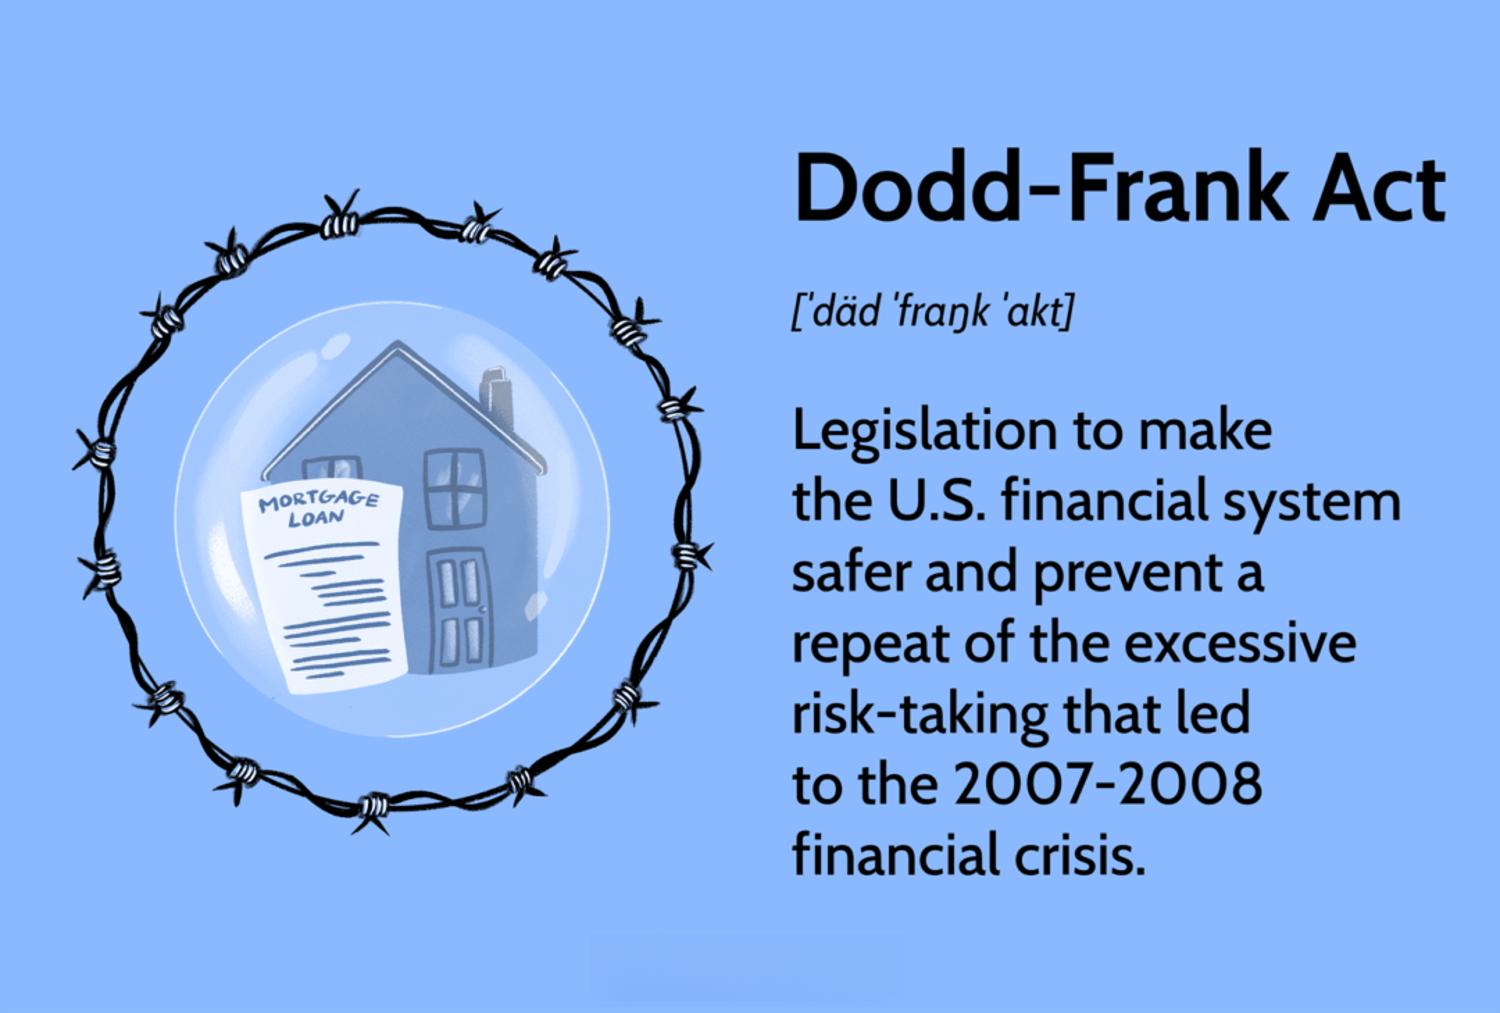 Dodd-Frank Act
[ˈdäd ˈfraŋk ˈakt]
Legislation to make
the U.S. financial system
safer and prevent a
repeat of the excessive
risk-taking that led
to the 2007-2008
financial crisis.
MORTGAGE
LOAN